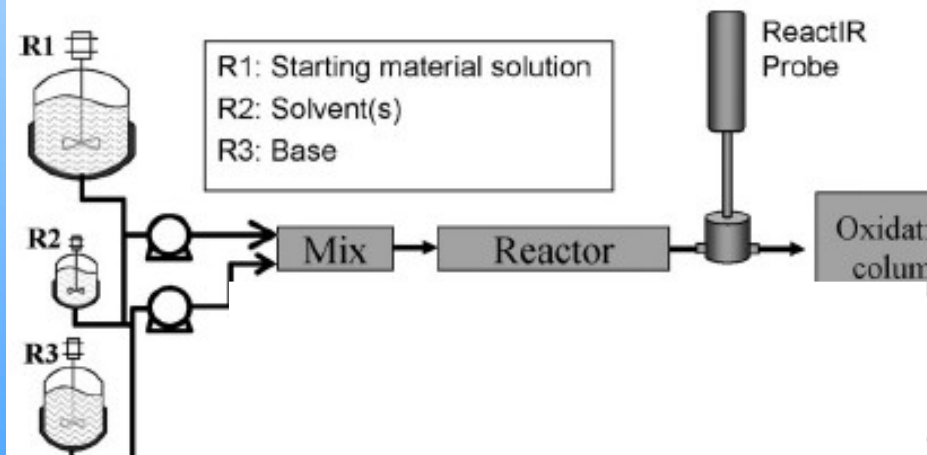 R1
R1: Starting material solution
R2: Solvent(s)
R3: Base
ReactIR
Probe
R2
Mix
Reactor
R3